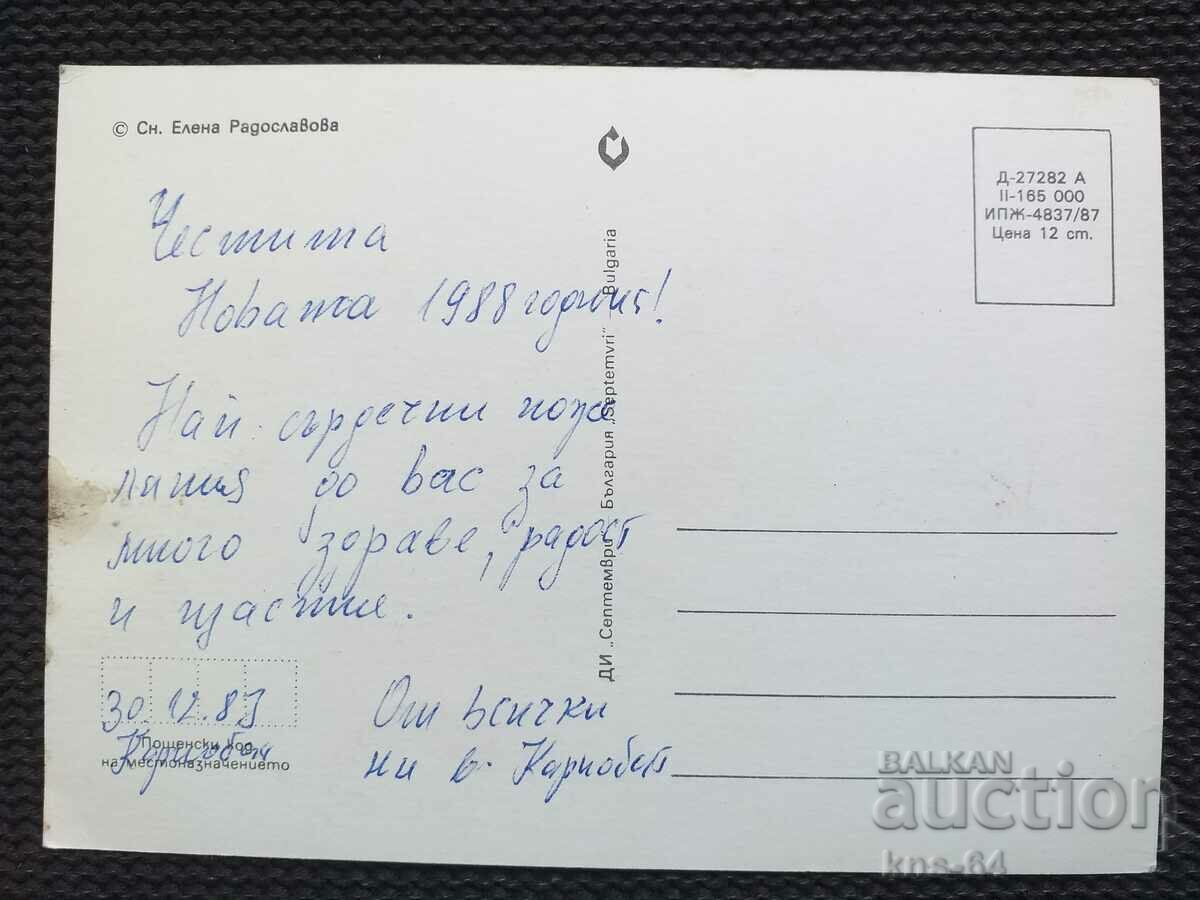 © Сн. Елена Радославова
Честита
Новата 1988 година!
Най сърдечни поже
лания до вас за
много здраве, радост
и щастие.
30.12.87
Карнобат
От всички
ни в Карнобат
Пощенски код
на местоназначението
ДИ „Септември“ България „Septemvri“ Bulgaria
Д-27282 А
II-165 000
ИПЖ-4837/87
Цена 12 ст.
BALKAN
auction
kns-64